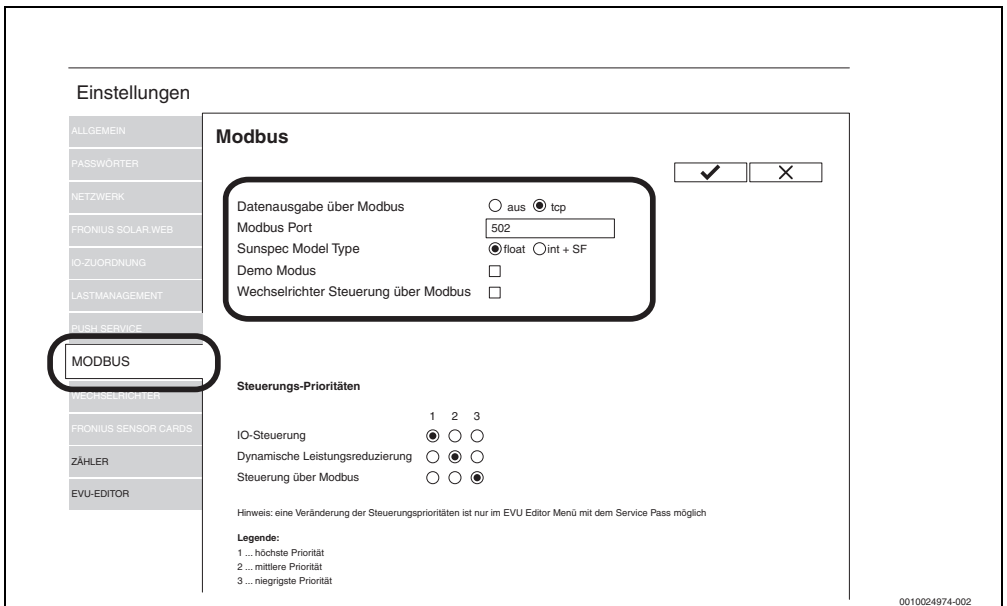 Einstellungen
ALLGEMEIN
PASSWÖRTER
NETZWERK
FRONIUS SOLAR.WEB
IO-ZUORDNUNG
LASTMANAGEMENT
PUSH SERVICE
MODBUS
WECHSELRICHTER
FRONIUS SENSOR CARDS
ZÄHLER
EVU-EDITOR
Modbus
Datenausgabe über Modbus aus tcp
Modbus Port 502
Sunspec Model Type float int + SF
Demo Modus
Wechselrichter Steuerung über Modbus
Steuerungs-Prioritäten
1 2 3
IO-Steuerung
Dynamische Leistungsreduzierung
Steuerung über Modbus
Hinweis: eine Veränderung der Steuerungsprioritäten ist nur im EVU Editor Menü mit dem Service Pass möglich
Legende:
1 ... höchste Priorität
2 ... mittlere Priorität
3 ... niegrigste Priorität
0010024974-002